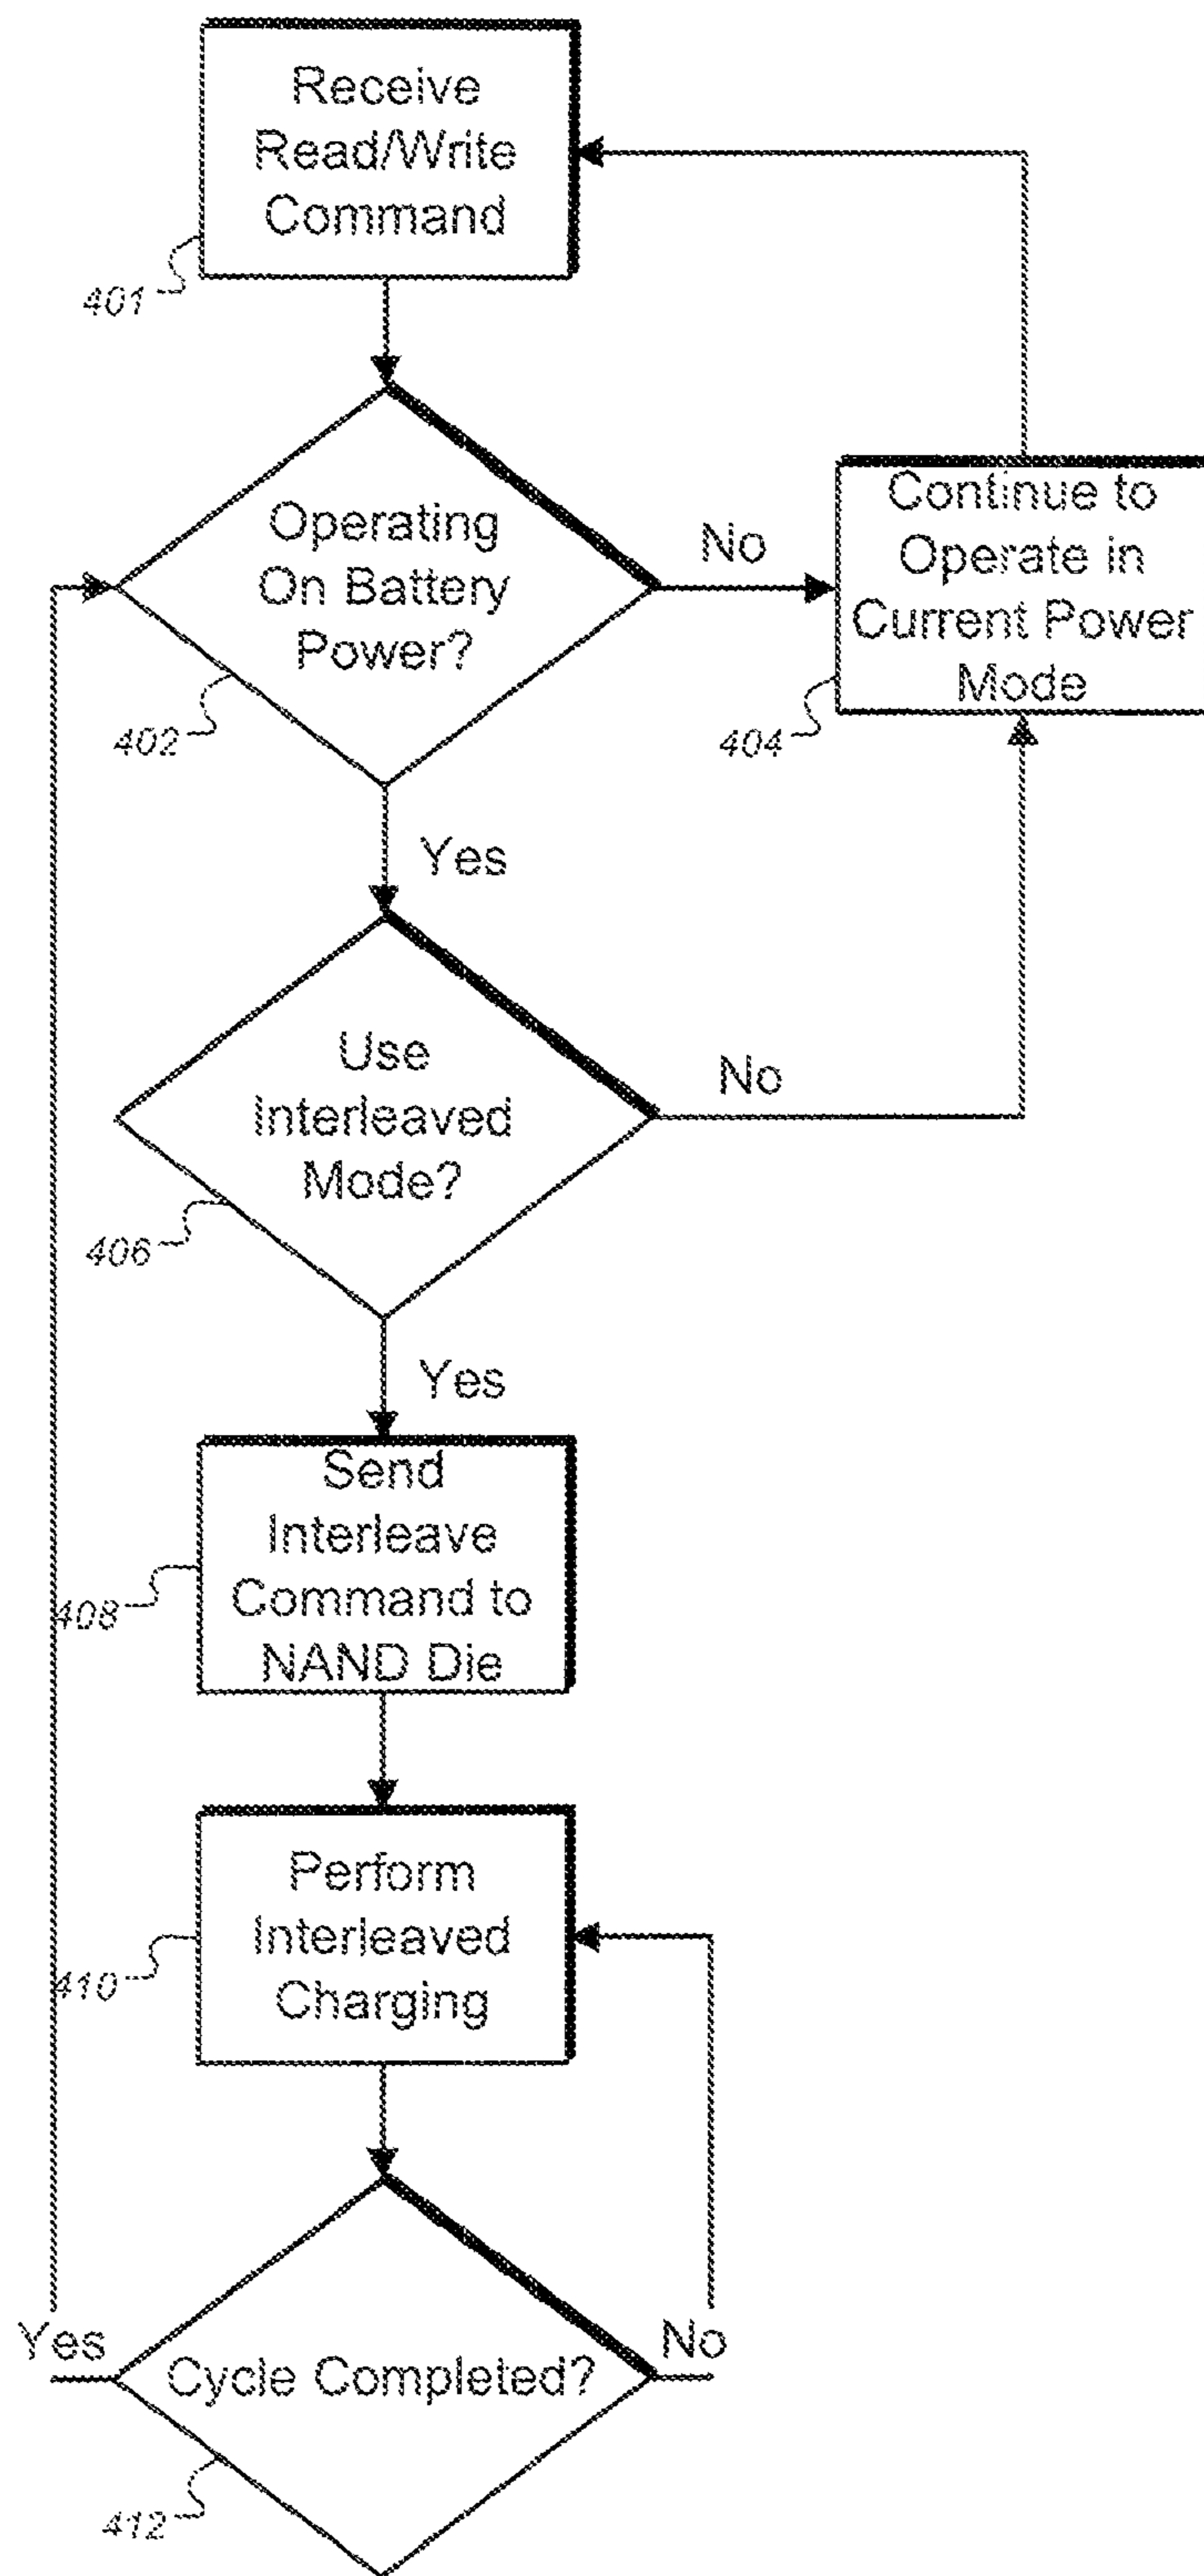 Receive
Read/Write
Command
401
Operating
On Battery
Power?
402
No
Continue to
Operate in
Current Power
Mode
404
Yes
Use
Interleaved
Mode?
406
No
Yes
Send
Interleave
Command to
NAND Die
408
Perform
Interleaved
Charging
410
Yes
Cycle Completed?
No
412